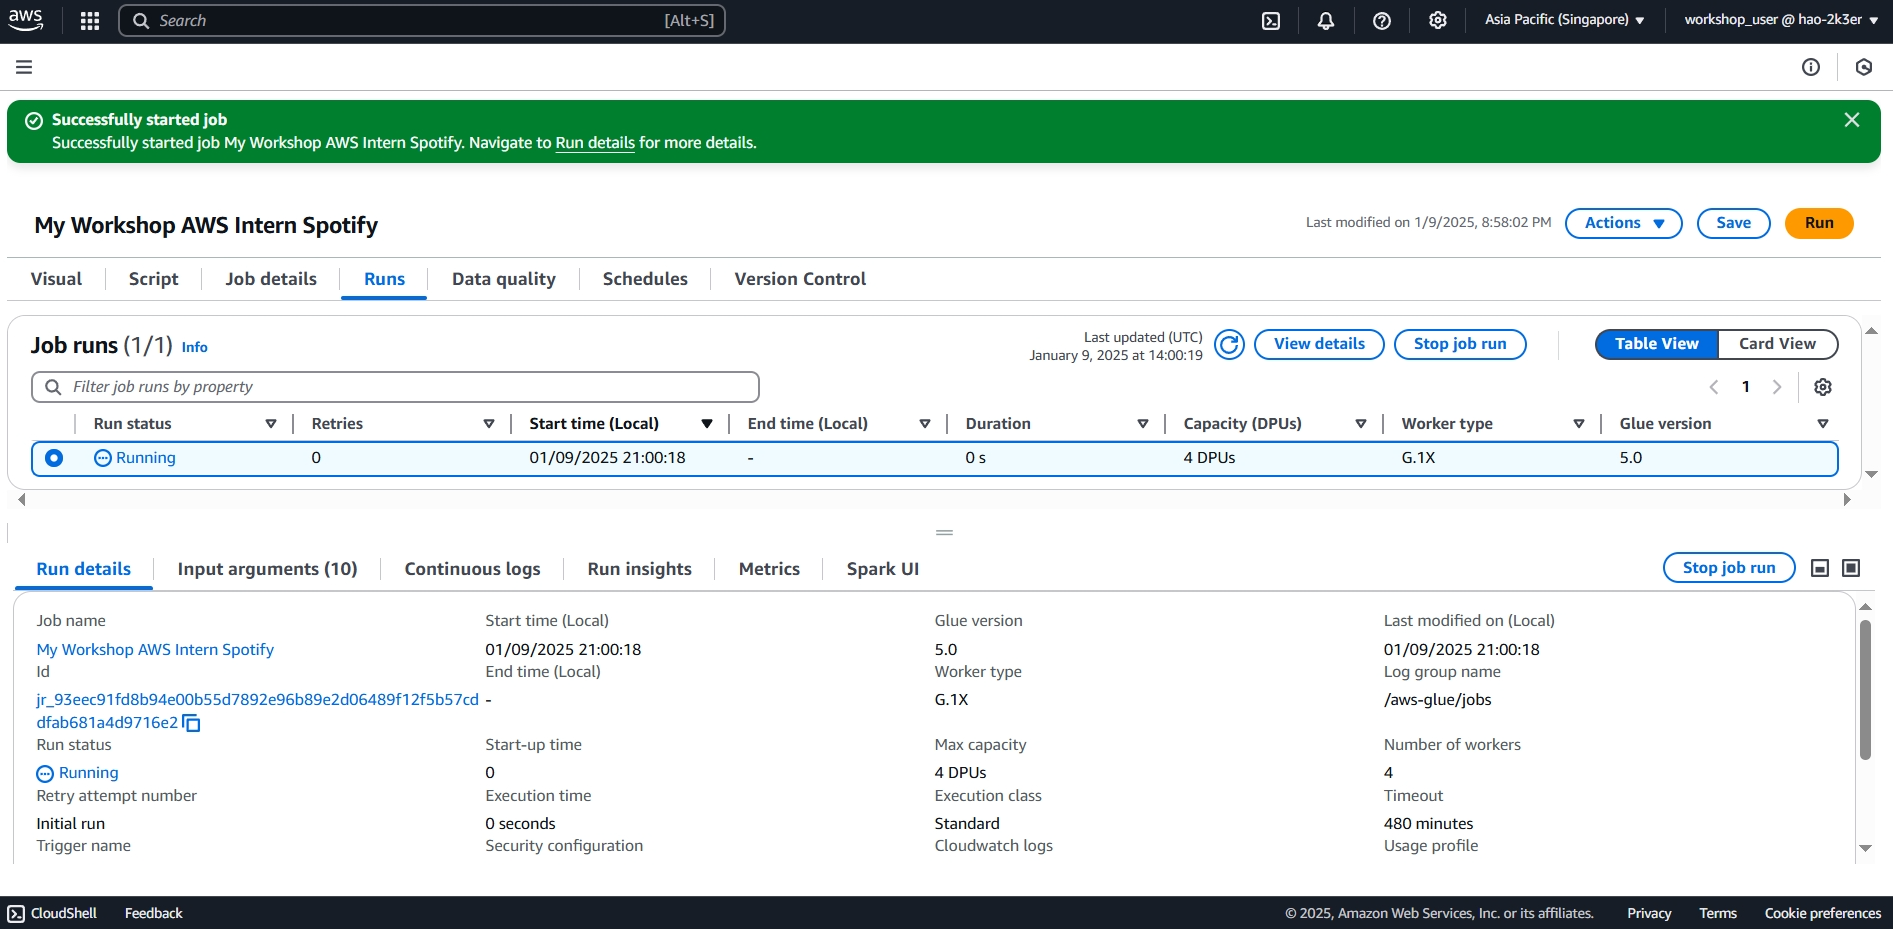 aws
Search [Alt+S]
Asia Pacific (Singapore) workshop_user @ hao-2k3er
Successfully started job
Successfully started job My Workshop AWS Intern Spotify. Navigate to Run details for more details.
My Workshop AWS Intern Spotify
Last modified on 1/9/2025, 8:58:02 PM Actions Save Run
Visual Script Job details Runs Data quality Schedules Version Control
Job runs (1/1) Info
Last updated (UTC)
January 9, 2025 at 14:00:19
View details Stop job run Table View Card View
Filter job runs by property
1
Run status Retries Start time (Local) End time (Local) Duration Capacity (DPUs) Worker type Glue version
Running 0 01/09/2025 21:00:18 - 0 s 4 DPUs G.1X 5.0
Run details Input arguments (10) Continuous logs Run insights Metrics Spark UI Stop job run
Job name Start time (Local) Glue version Last modified on (Local)
My Workshop AWS Intern Spotify 01/09/2025 21:00:18 5.0 01/09/2025 21:00:18
Id End time (Local) Worker type Log group name
jr_93eec91fd8b94e00b55d7892e96b89e2d06489f12f5b57cd - G.1X /aws-glue/jobs
dfab681a4d9716e2
Run status Start-up time Max capacity Number of workers
Running 0 4 DPUs 4
Retry attempt number Execution time Execution class Timeout
Initial run 0 seconds Standard 480 minutes
Trigger name Security configuration Cloudwatch logs Usage profile
CloudShell Feedback © 2025, Amazon Web Services, Inc. or its affiliates. Privacy Terms Cookie preferences